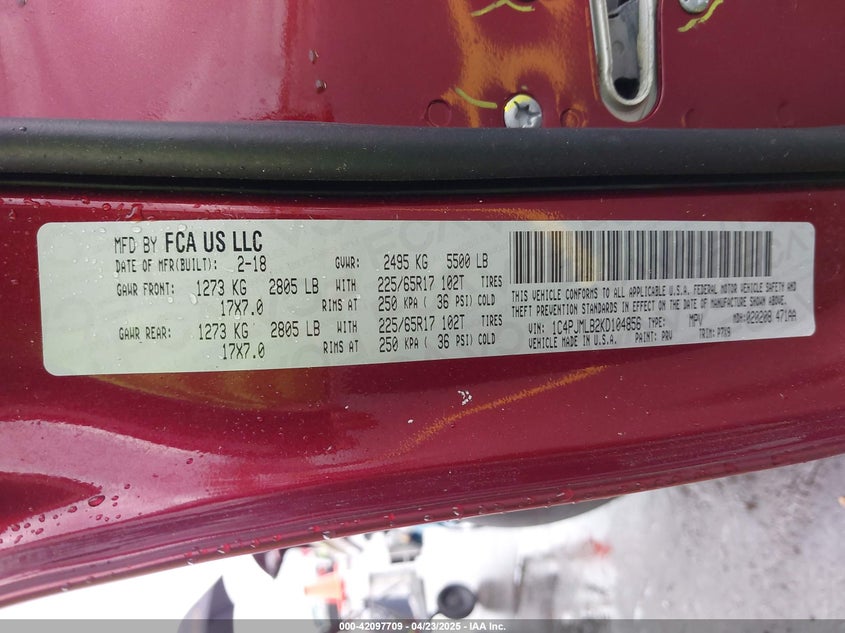 MFD BY FCA US LLC
DATE OF MFR(BUILT): 2-18 GVWR: 2495 KG 5500 LB
GAWR FRONT: 1273 KG 2805 LB WITH 225/65R17 102T TIRES
17X7.0 RIMS AT 250 KPA ( 36 PSI) COLD
GAWR REAR: 1273 KG 2805 LB WITH 225/65R17 102T TIRES
17X7.0 RIMS AT 250 KPA ( 36 PSI) COLD
THIS VEHICLE CONFORMS TO ALL APPLICABLE U.S.A. FEDERAL MOTOR VEHICLE SAFETY AND
THEFT PREVENTION STANDARDS IN EFFECT ON THE DATE OF MANUFACTURE SHOWN ABOVE.
VIN: 1C4PJMLB2KD104856 TYPE: MPV MDH:020208 471AA
VEHICLE MADE IN U.S.A. PAINT: PRV TRIM: P7X9
000-42097709 - 04/23/2025 - IAA Inc.